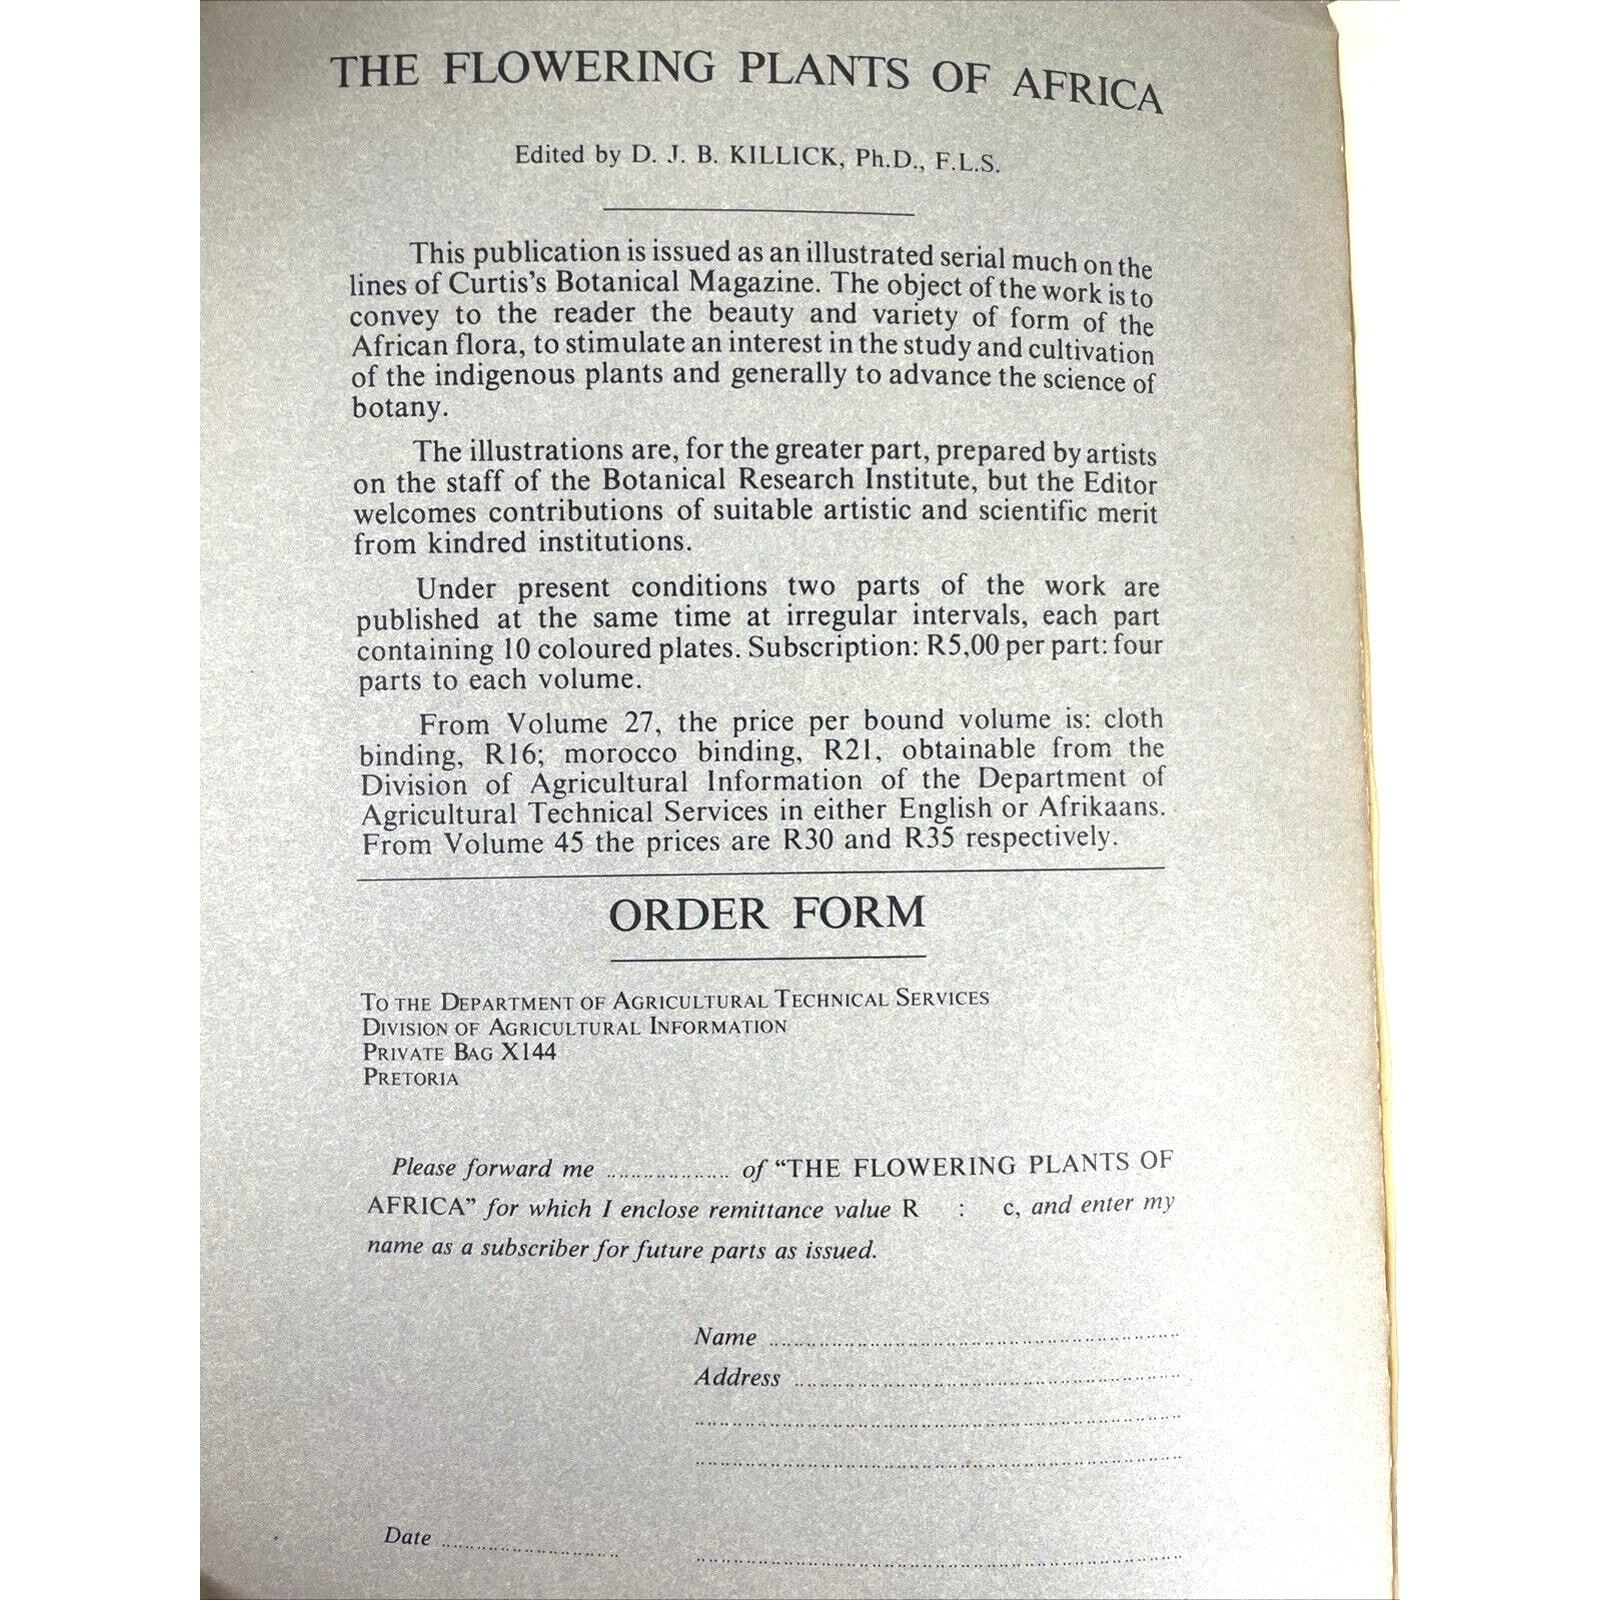 THE FLOWERING PLANTS OF AFRICA
Edited by D. J. B. KILLICK, Ph.D., F.L.S.
This publication is issued as an illustrated serial much on the
lines of Curtis's Botanical Magazine. The object of the work is to
convey to the reader the beauty and variety of form of the
African flora, to stimulate an interest in the study and cultivation
of the indigenous plants and generally to advance the science of
botany.
The illustrations are, for the greater part, prepared by artists
on the staff of the Botanical Research Institute, but the Editor
welcomes contributions of suitable artistic and scientific merit
from kindred institutions.
Under present conditions two parts of the work are
published at the same time at irregular intervals, each part
containing 10 coloured plates. Subscription: R5,00 per part: four
parts to each volume.
From Volume 27, the price per bound volume is: cloth
binding, R16; morocco binding, R21, obtainable from the
Division of Agricultural Information of the Department of
Agricultural Technical Services in either English or Afrikaans.
From Volume 45 the prices are R30 and R35 respectively.
ORDER FORM
TO THE DEPARTMENT OF AGRICULTURAL TECHNICAL SERVICES
DIVISION OF AGRICULTURAL INFORMATION
PRIVATE BAG X144
PRETORIA
Please forward me .................... of “THE FLOWERING PLANTS OF
AFRICA” for which I enclose remittance value R : c, and enter my
name as a subscriber for future parts as issued.
Name ....................
Address ....................
Date ....................